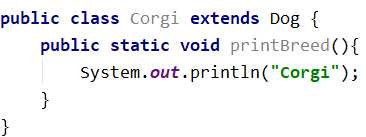 public class Corgi extends Dog {
    public static void printBreed(){
        System.out.println("Corgi");
    }
}